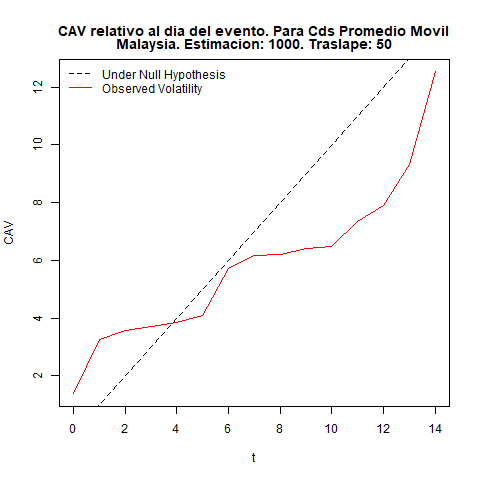 CAV relativo al dia del evento. Para Cds Promedio Movil
Malaysia. Estimacion: 1000. Traslape: 50
Under Null Hypothesis
Observed Volatility
12
10
8
6
4
2
CAV
0 2 4 6 8 10 12 14
t